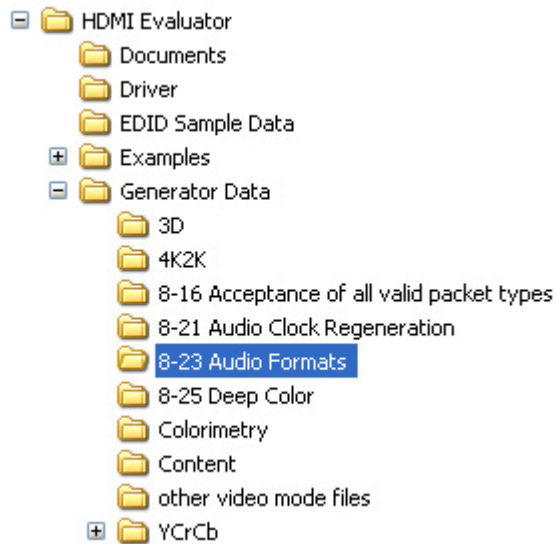 HDMI Evaluator
Documents
Driver
EDID Sample Data
Examples
Generator Data
3D
4K2K
8-16 Acceptance of all valid packet types
8-21 Audio Clock Regeneration
8-23 Audio Formats
8-25 Deep Color
Colorimetry
Content
other video mode files
YCrCb